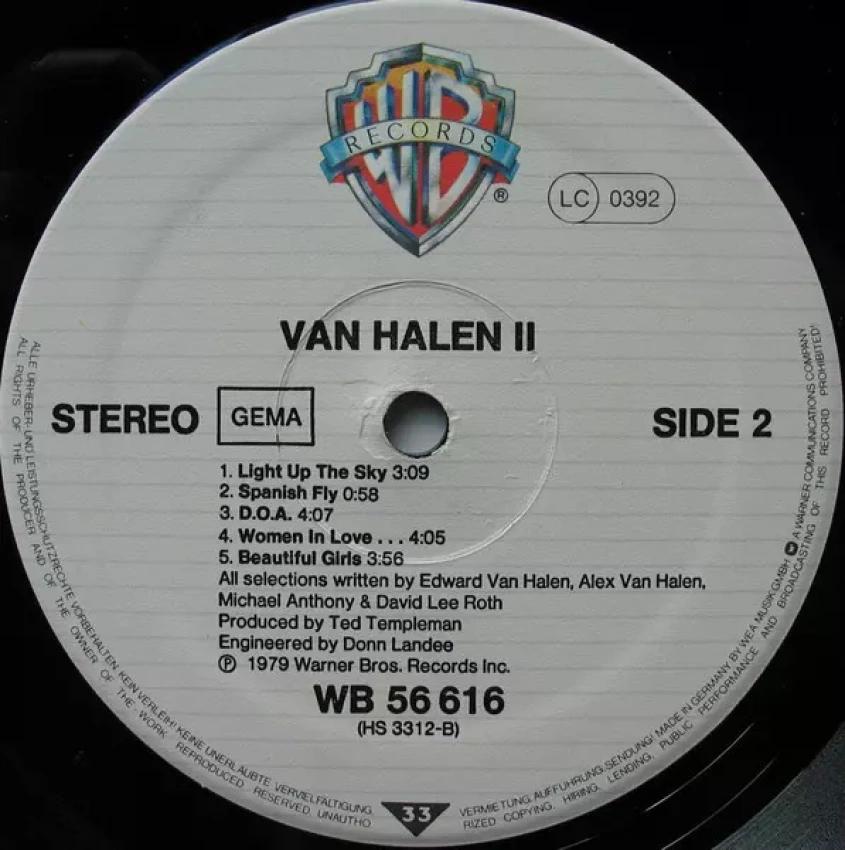 WB
RECORDS
®
LC 0392
VAN HALEN II
STEREO GEMA SIDE 2
1. Light Up The Sky 3:09
2. Spanish Fly 0:58
3. D.O.A. 4:07
4. Women In Love . . . 4:05
5. Beautiful Girls 3:56
All selections written by Edward Van Halen, Alex Van Halen,
Michael Anthony & David Lee Roth
Produced by Ted Templeman
Engineered by Donn Landee
℗ 1979 Warner Bros. Records Inc.
WB 56 616
(HS 3312-B)
33
ALLE URHEBER- UND LEISTUNGSSCHUTZRECHTE VORBEHALTEN. KEIN VERLEIH! KEINE UNERLAUBTE VERVIELFÄLTIGUNG, VERMIETUNG, AUFFÜHRUNG, SENDUNG! MADE IN GERMANY BY WEA MUSIK GMBH A WARNER COMMUNICATIONS COMPANY
ALL RIGHTS OF THE PRODUCER AND OF THE OWNER OF THE WORK REPRODUCED RESERVED. UNAUTHORIZED COPYING, HIRING, LENDING, PUBLIC PERFORMANCE AND BROADCASTING OF THIS RECORD PROHIBITED!